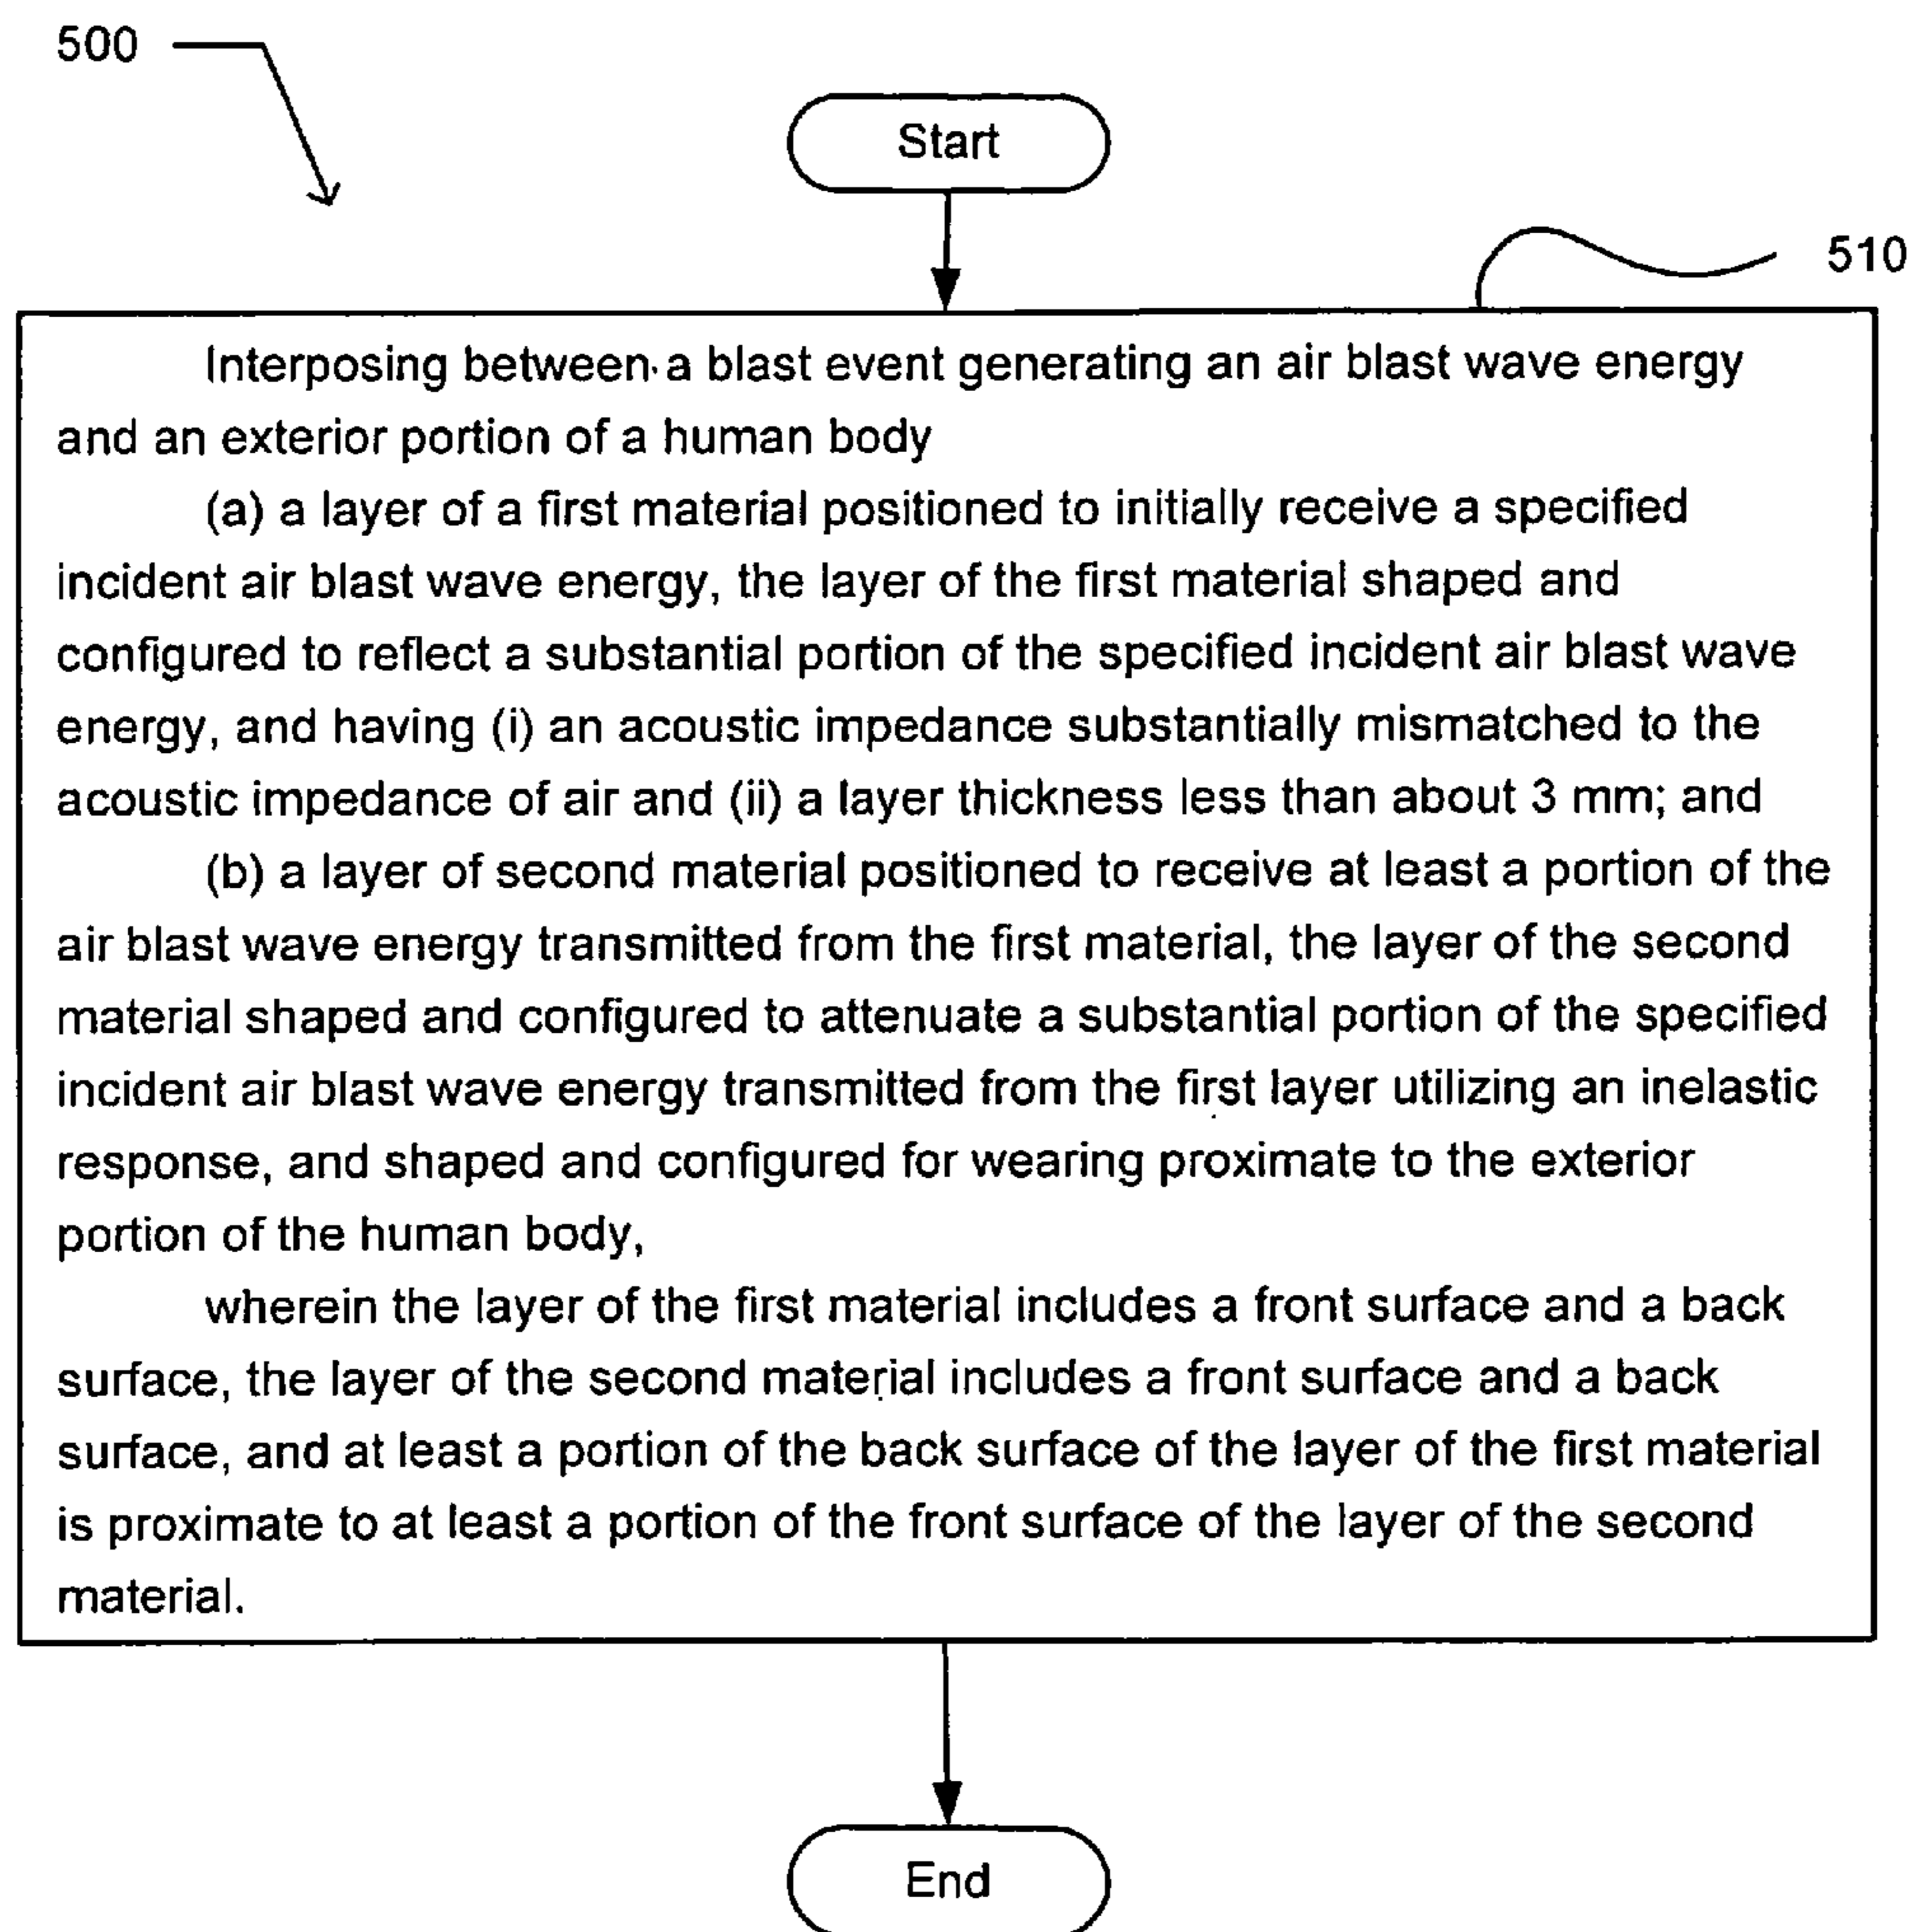 500
Start
510
Interposing between a blast event generating an air blast wave energy
and an exterior portion of a human body
(a) a layer of a first material positioned to initially receive a specified
incident air blast wave energy, the layer of the first material shaped and
configured to reflect a substantial portion of the specified incident air blast wave
energy, and having (i) an acoustic impedance substantially mismatched to the
acoustic impedance of air and (ii) a layer thickness less than about 3 mm; and
(b) a layer of second material positioned to receive at least a portion of the
air blast wave energy transmitted from the first material, the layer of the second
material shaped and configured to attenuate a substantial portion of the specified
incident air blast wave energy transmitted from the first layer utilizing an inelastic
response, and shaped and configured for wearing proximate to the exterior
portion of the human body,
wherein the layer of the first material includes a front surface and a back
surface, the layer of the second material includes a front surface and a back
surface, and at least a portion of the back surface of the layer of the first material
is proximate to at least a portion of the front surface of the layer of the second
material.
End